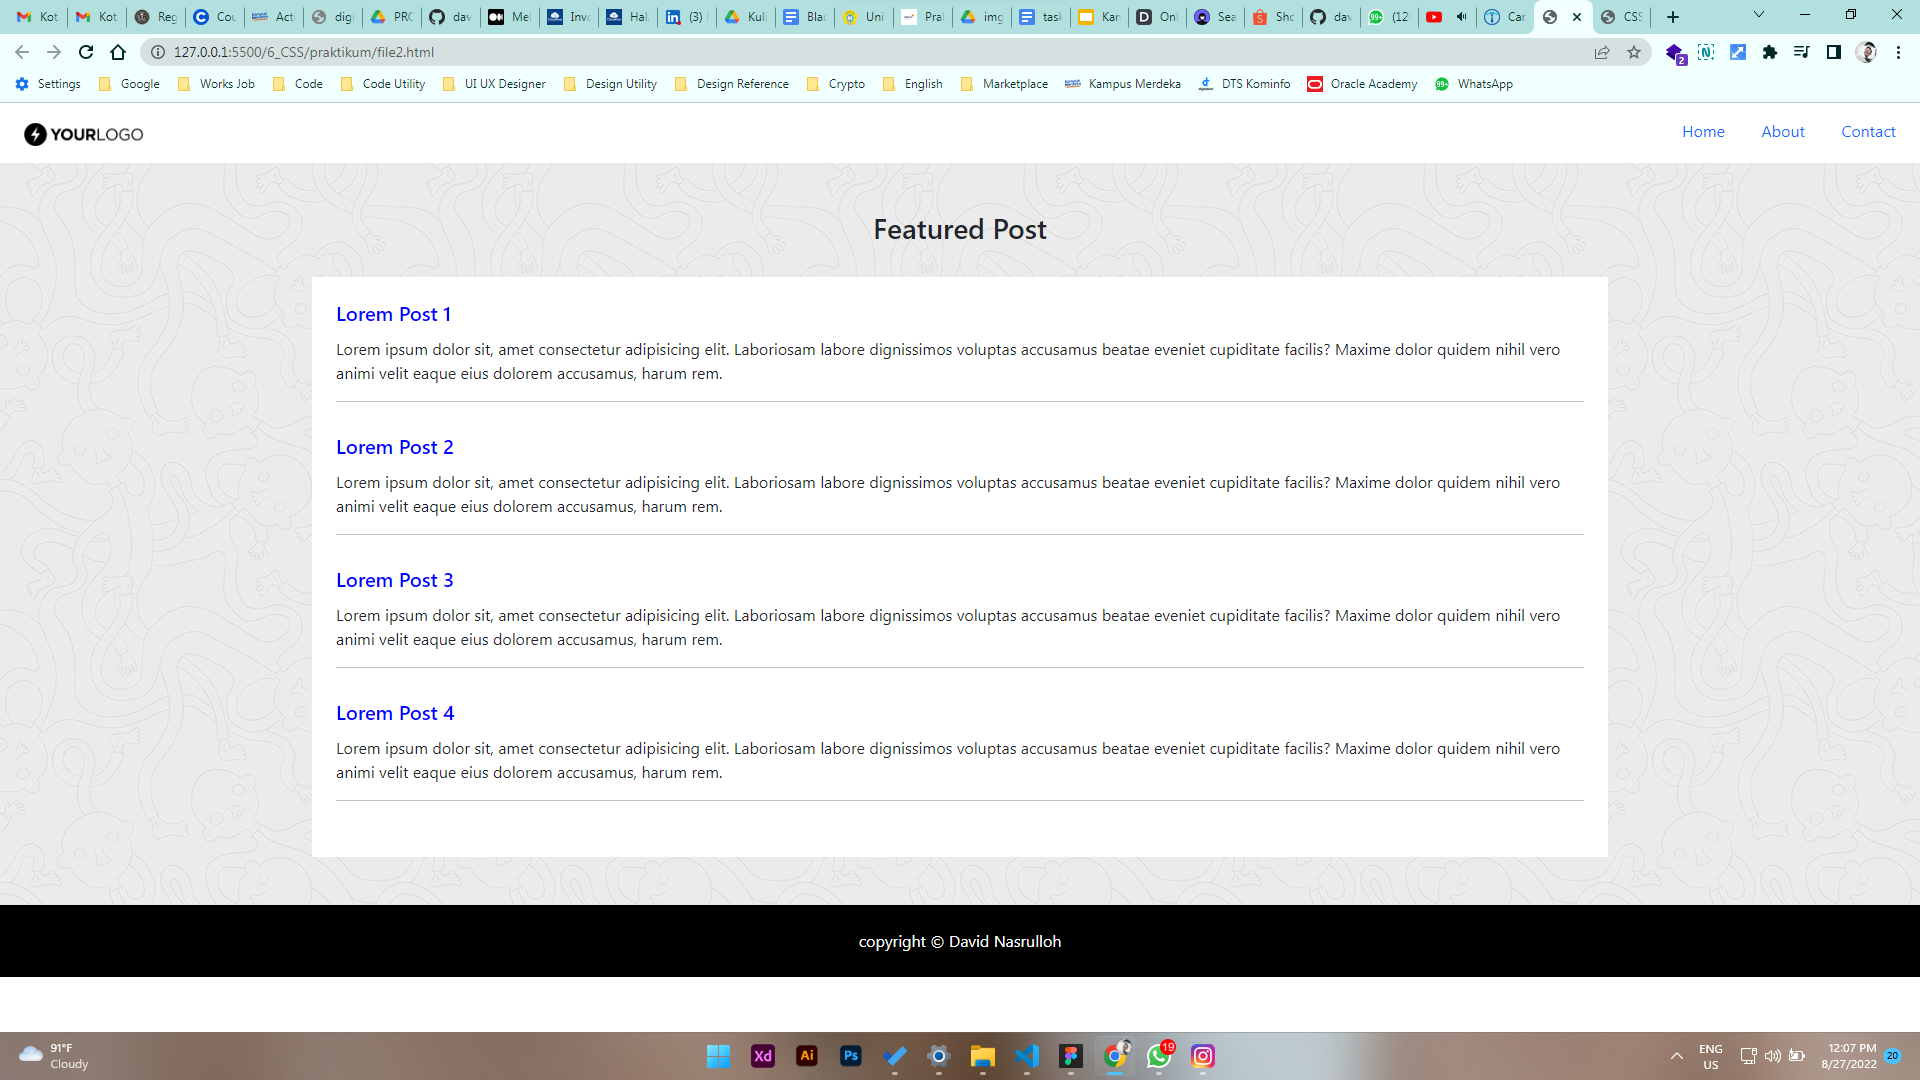 Kot
Kot
Reg
Cou
Act
digi
PRC
dav
Mel
Invo
Hal
(3)
Kuli
Blac
Uni
Pral
img
task
Kar
Onl
Sea
Sho
dav
(12
Car
CSS
127.0.0.1:5500/6_CSS/praktikum/file2.html
2
Settings
Google
Works Job
Code
Code Utility
UI UX Designer
Design Utility
Design Reference
Crypto
English
Marketplace
Kampus Merdeka
DTS Kominfo
Oracle Academy
WhatsApp
YOURLOGO
Home About Contact
Featured Post
Lorem Post 1
Lorem ipsum dolor sit, amet consectetur adipisicing elit. Laboriosam labore dignissimos voluptas accusamus beatae eveniet cupiditate facilis? Maxime dolor quidem nihil vero
animi velit eaque eius dolorem accusamus, harum rem.
Lorem Post 2
Lorem ipsum dolor sit, amet consectetur adipisicing elit. Laboriosam labore dignissimos voluptas accusamus beatae eveniet cupiditate facilis? Maxime dolor quidem nihil vero
animi velit eaque eius dolorem accusamus, harum rem.
Lorem Post 3
Lorem ipsum dolor sit, amet consectetur adipisicing elit. Laboriosam labore dignissimos voluptas accusamus beatae eveniet cupiditate facilis? Maxime dolor quidem nihil vero
animi velit eaque eius dolorem accusamus, harum rem.
Lorem Post 4
Lorem ipsum dolor sit, amet consectetur adipisicing elit. Laboriosam labore dignissimos voluptas accusamus beatae eveniet cupiditate facilis? Maxime dolor quidem nihil vero
animi velit eaque eius dolorem accusamus, harum rem.
copyright © David Nasrulloh
91°F
Cloudy
Xd
Ai
Ps
19
ENG
US
12:07 PM
8/27/2022
20